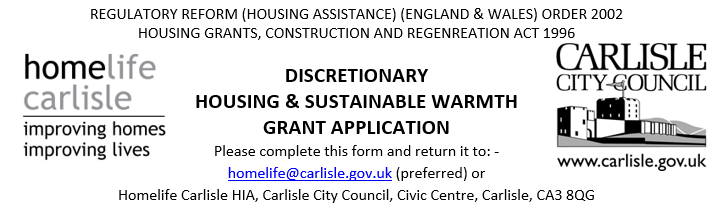 REGULATORY REFORM (HOUSING ASSISTANCE) (ENGLAND & WALES) ORDER 2002
HOUSING GRANTS, CONSTRUCTION AND REGENREATION ACT 1996
homelife
carlisle
improving homes
improving lives
DISCRETIONARY
HOUSING & SUSTAINABLE WARMTH
GRANT APPLICATION
Please complete this form and return it to: -
homelife@carlisle.gov.uk (preferred) or
Homelife Carlisle HIA, Carlisle City Council, Civic Centre, Carlisle, CA3 8QG
CARLISLE
CITY COUNCIL
www.carlisle.gov.uk